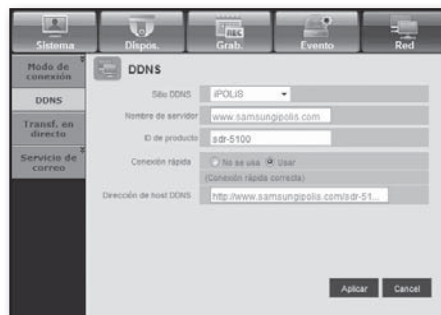 Sistema Dispos. Grab. Evento Red
REC
Modo de conexión
DDNS
Transf. en directo
Servicio de correo
DDNS
Sitio DDNS iPOLiS
Nombre de servidor www.samsungipolis.com
ID de producto sdr-5100
Conexión rápida No se usa Usar
(Conexión rápida correcta)
Dirección de host DDNS http://www.samsungipolis.com/sdr-51...
Aplicar Cancel